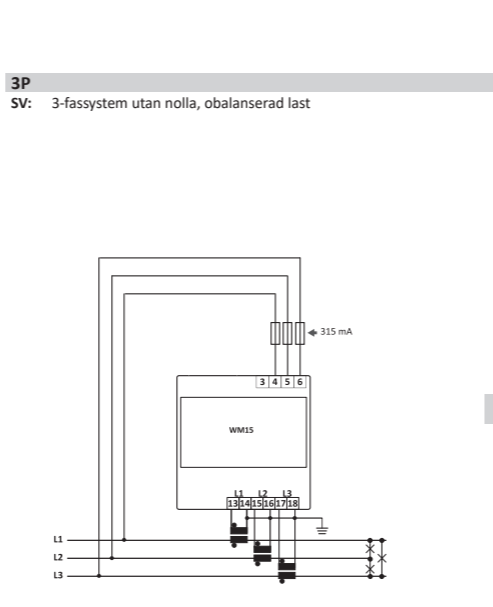 3P
SV: 3-fassystem utan nolla, obalanserad last
315 mA
3 4 5 6
WM15
L1 L2 L3
13 14 15 16 17 18
L1
L2
L3